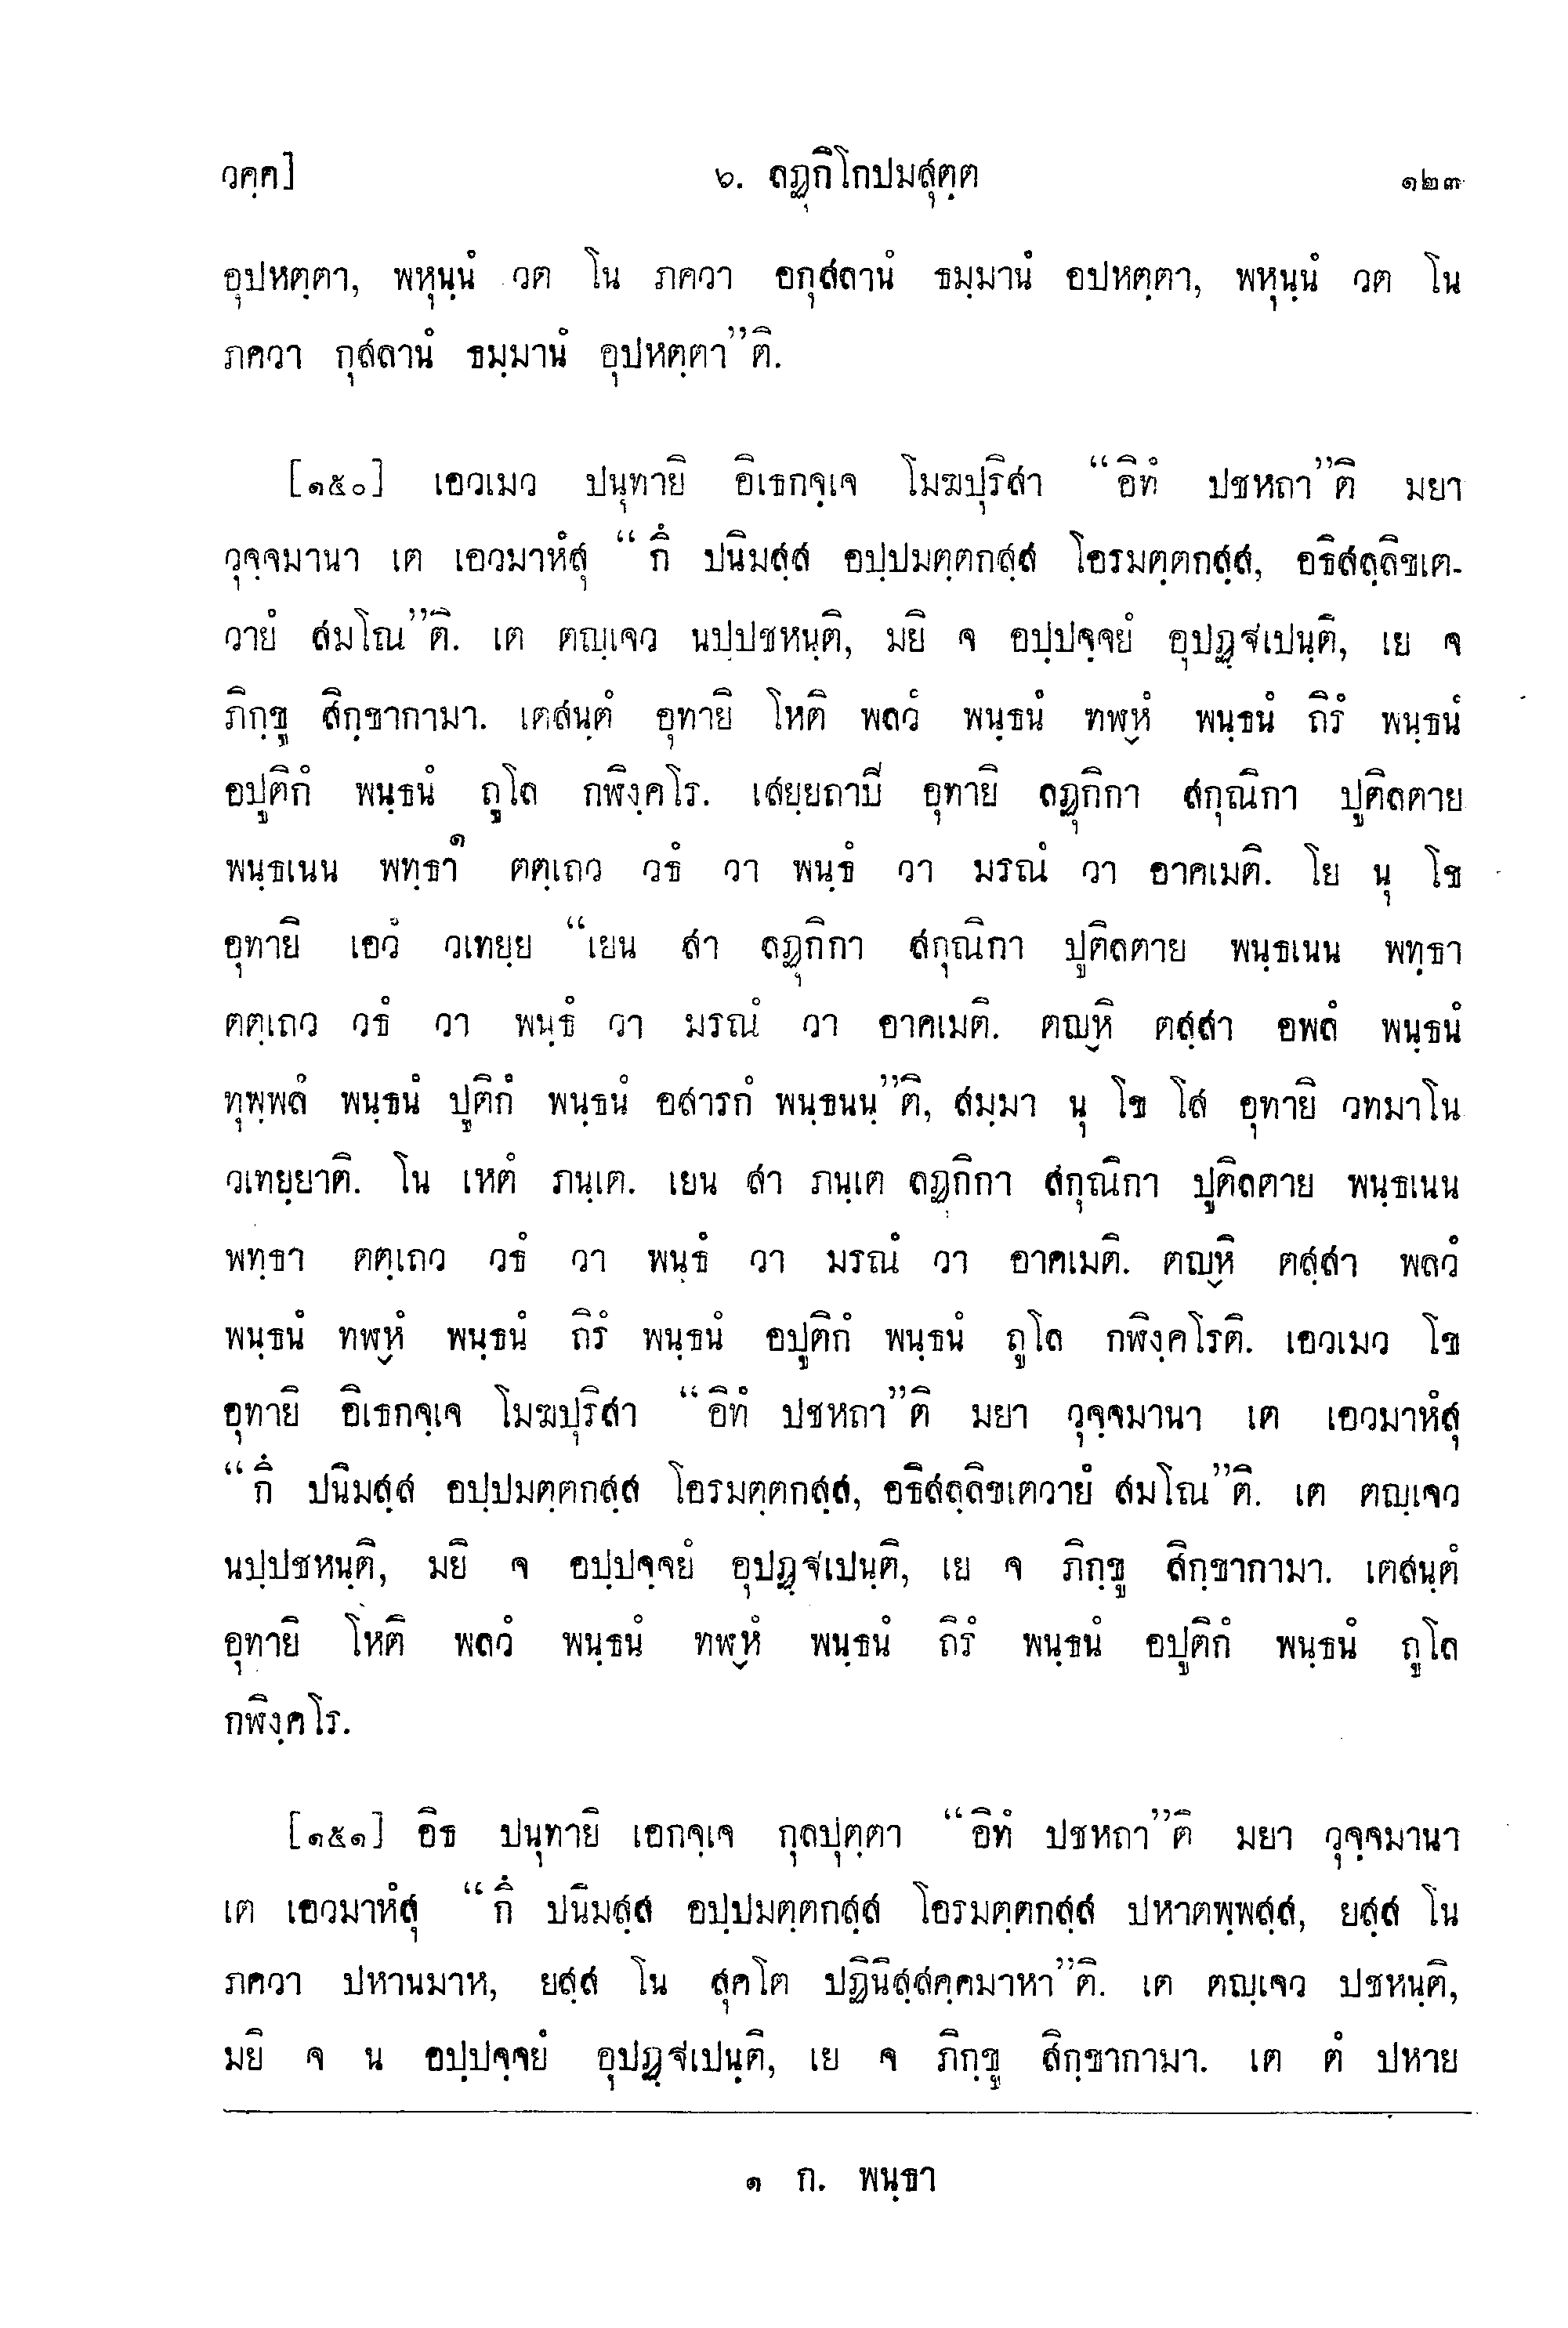 วคฺค]
๖. ลฏุกิโกปมสุตฺต
๑๒๓
อุปหตฺตา, พหุนฺนํ วต โน ภควา อกุสลานํ ธมฺมานํ อปหตฺตา, พหุนฺนํ วต โน
ภควา กุสลานํ ธมฺมานํ อุปหตฺตา”ติ.
[๑๕๐] เอวเมว ปนุทายิ อิเธกจฺเจ โมฆปุริสา “อิทํ ปชหถา”ติ มยา
วุจฺจมานา เต เอวมาหํสุ “กึ ปนิมสฺส อปฺปมตฺตกสฺส โอรมตฺตกสฺส, อธิสลฺลิขเต-
วายํ สมโณ”ติ. เต ตญฺเจว นปฺปชหนฺติ, มยิ จ อปฺปจฺจยํ อุปฏฺฐเปนฺติ, เย จ
ภิกฺขู สิกฺขากามา. เตสนฺตํ อุทายิ โหติ พลวํ พนฺธนํ ทฬฺหํ พนฺธนํ ถิรํ พนฺธนํ
อปูติกํ พนฺธนํ ถูโล กฬิงฺคโร. เสยฺยถาปี อุทายิ ลฏุกิกา สกุณิกา ปูติลตาย
พนฺธเนน พทฺธา๑ ตตฺเถว วธํ วา พนฺธํ วา มรณํ วา อาคเมติ. โย นุ โข
อุทายิ เอวํ วเทยฺย “เยน สา ลฏุกิกา สกุณิกา ปูติลตาย พนฺธเนน พทฺธา
ตตฺเถว วธํ วา พนฺธํ วา มรณํ วา อาคเมติ. ตญฺหิ ตสฺสา อพลํ พนฺธนํ
ทุพฺพลํ พนฺธนํ ปูติกํ พนฺธนํ อสารกํ พนฺธนนฺ”ติ, สมฺมา นุ โข โส อุทายิ วทมาโน
วเทยฺยาติ. โน เหตํ ภนฺเต. เยน สา ภนฺเต ลฏุกิกา สกุณิกา ปูติลตาย พนฺธเนน
พทฺธา ตตฺเถว วธํ วา พนฺธํ วา มรณํ วา อาคเมติ. ตญฺหิ ตสฺสา พลวํ
พนฺธนํ ทฬฺหํ พนฺธนํ ถิรํ พนฺธนํ อปูติกํ พนฺธนํ ถูโล กฬิงฺคโรติ. เอวเมว โข
อุทายิ อิเธกจฺเจ โมฆปุริสา “อิทํ ปชหถา”ติ มยา วุจฺจมานา เต เอวมาหํสุ
“กึ ปนิมสฺส อปฺปมตฺตกสฺส โอรมตฺตกสฺส, อธิสลฺลิขเตวายํ สมโณ”ติ. เต ตญฺเจว
นปฺปชหนฺติ, มยิ จ อปฺปจฺจยํ อุปฏฺฐเปนฺติ, เย จ ภิกฺขู สิกฺขากามา. เตสนฺตํ
อุทายิ โหติ พลวํ พนฺธนํ ทฬฺหํ พนฺธนํ ถิรํ พนฺธนํ อปูติกํ พนฺธนํ ถูโล
กฬิงฺคโร.
[๑๕๑] อิธ ปนุทายิ เอกจฺเจ กุลปุตฺตา “อิทํ ปชหถา”ติ มยา วุจฺจมานา
เต เอวมาหํสุ “กึ ปนิมสฺส อปฺปมตฺตกสฺส โอรมตฺตกสฺส ปหาตพฺพสฺส, ยสฺส โน
ภควา ปหานมาห, ยสฺส โน สุคโต ปฏินิสฺสคฺคมาหา”ติ. เต ตญฺเจว ปชหนฺติ,
มยิ จ น อปฺปจฺจยํ อุปฏฺฐเปนฺติ, เย จ ภิกฺขู สิกฺขากามา. เต ตํ ปหาย
๑ ก. พนฺธา